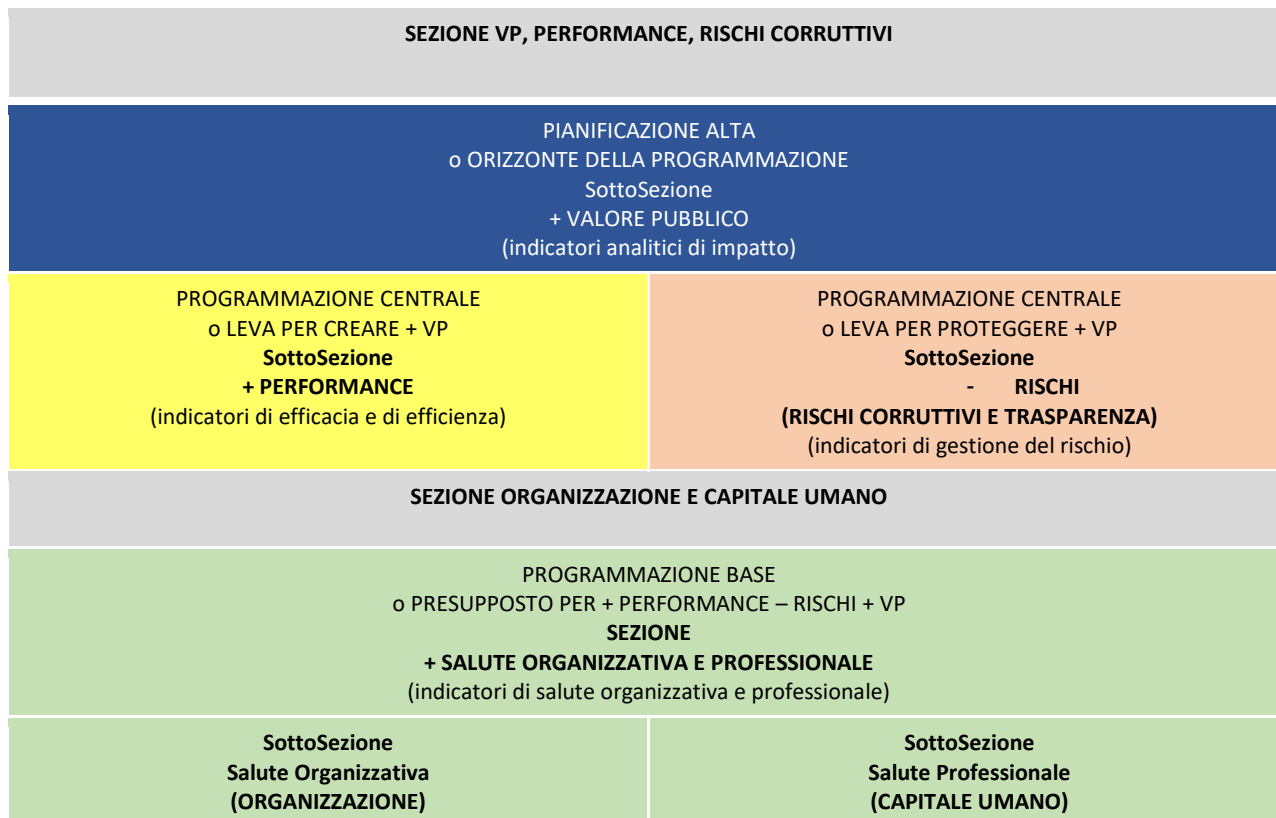 SEZIONE VP, PERFORMANCE, RISCHI CORRUTTIVI
PIANIFICAZIONE ALTA
o ORIZZONTE DELLA PROGRAMMAZIONE
SottoSezione
+ VALORE PUBBLICO
(indicatori analitici di impatto)
PROGRAMMAZIONE CENTRALE
o LEVA PER CREARE + VP
SottoSezione
+ PERFORMANCE
(indicatori di efficacia e di efficienza)
PROGRAMMAZIONE CENTRALE
o LEVA PER PROTEGGERE + VP
SottoSezione
- RISCHI
(RISCHI CORRUTTIVI E TRASPARENZA)
(indicatori di gestione del rischio)
SEZIONE ORGANIZZAZIONE E CAPITALE UMANO
PROGRAMMAZIONE BASE
o PRESUPPOSTO PER + PERFORMANCE – RISCHI + VP
SEZIONE
+ SALUTE ORGANIZZATIVA E PROFESSIONALE
(indicatori di salute organizzativa e professionale)
SottoSezione
Salute Organizzativa
(ORGANIZZAZIONE)
SottoSezione
Salute Professionale
(CAPITALE UMANO)